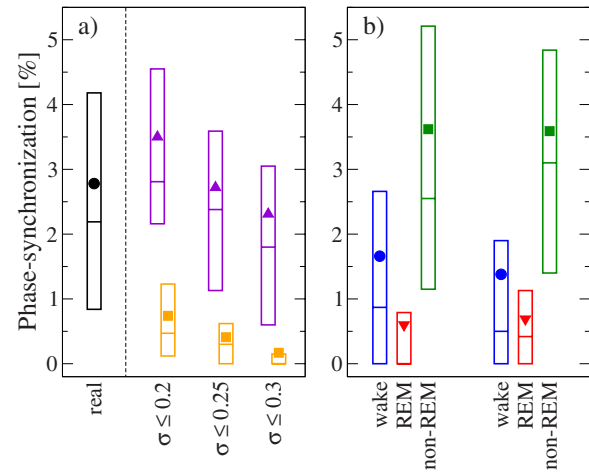 a)
b)
Phase-synchronization [%]
5
4
3
2
1
0
5
4
3
2
1
0
real
σ ≤ 0.2
σ ≤ 0.25
σ ≤ 0.3
wake
REM
non-REM
wake
REM
non-REM